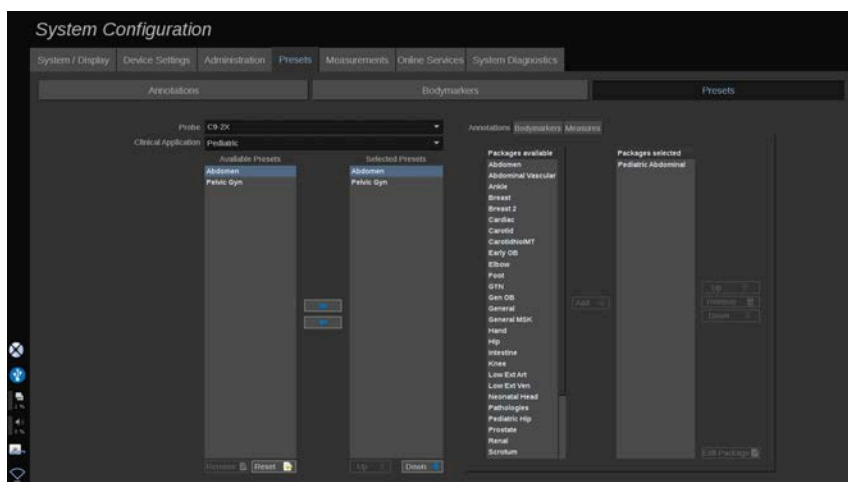 System Configuration
System / Display Device Settings Administration Presets Measurements Online Services System Diagnostics
Annotations Bodymarkers Presets
Probe C9-2X
Clinical Application Pediatric
Available Presets Selected Presets
Abdomen Abdomen
Pelvic Gyn Pelvic Gyn
Annotations Bodymarkers Measures
Packages available Packages selected
Abdomen Pediatric Abdominal
Abdominal Vascular
Ankle
Breast
Breast 2
Cardiac
Carotid
CarotidNoIMT
Early OB
Elbow
Foot
GYN
Gen OB
General
General MSK
Hand
Hip
Intestine
Knee
Low Ext Art
Low Ext Ven
Neonatal Head
Pathologies
Pediatric Hip
Prostate
Renal
Scrotum
Add
Up
Remove
Down
Remove Reset Up Down
Edit Package